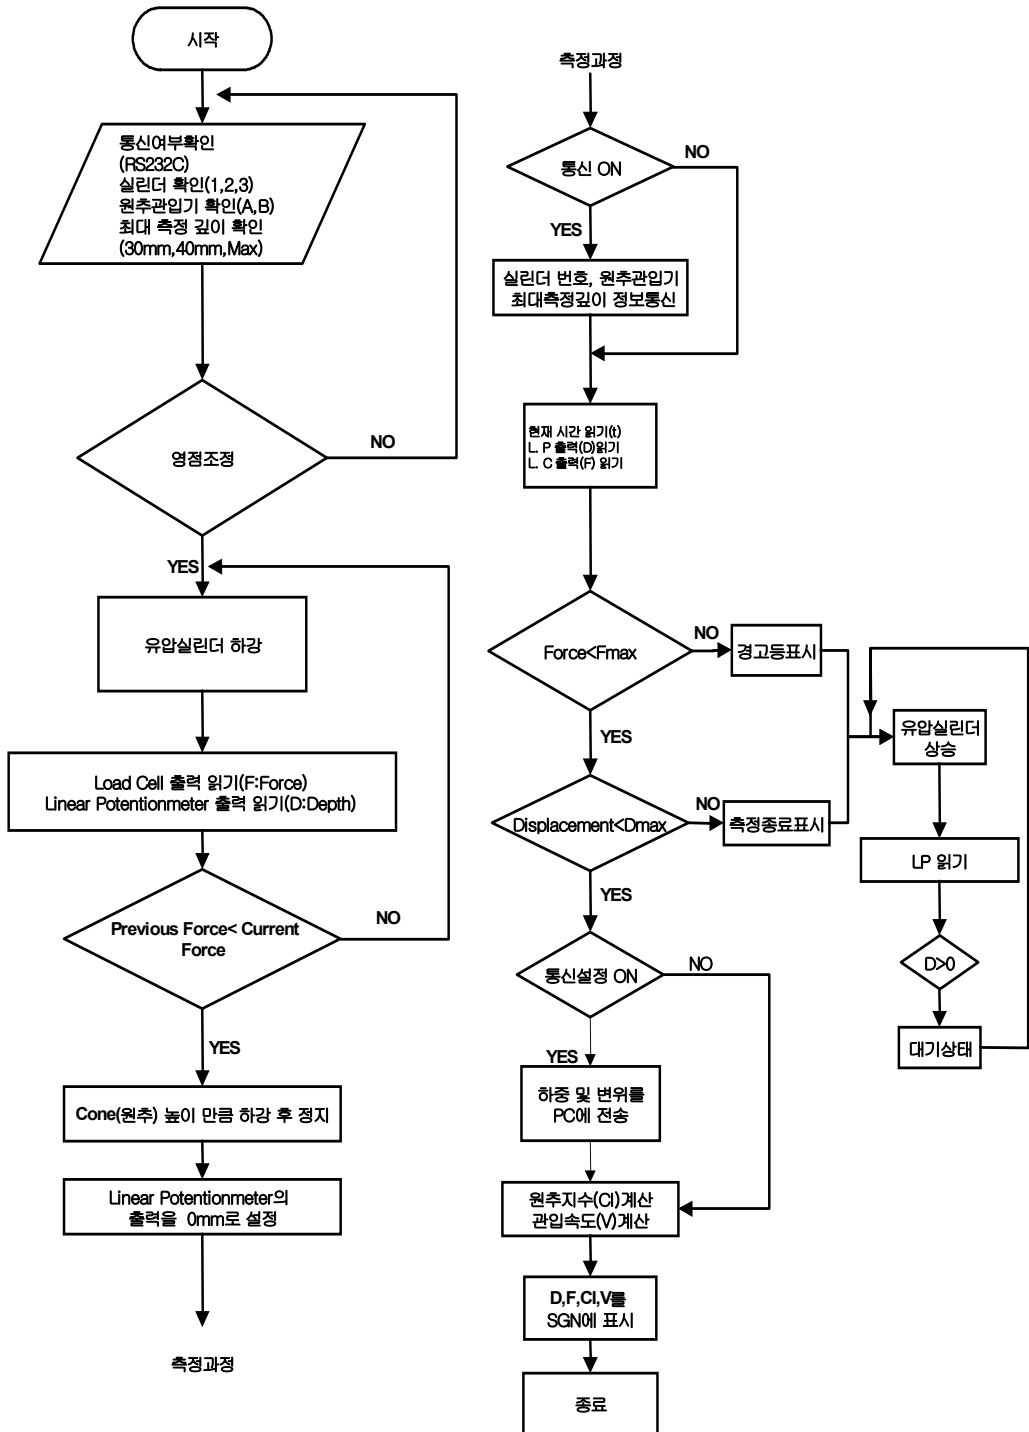 시작
통신여부확인
(RS232C)
실린더 확인(1,2,3)
원추관입기 확인(A,B)
최대 측정 깊이 확인
(30mm,40mm,Max)
영점조정
NO
YES
유압실린더 하강
Load Cell 출력 읽기(F:Force)
Linear Potentionmeter 출력 읽기(D:Depth)
Previous Force< Current
Force
NO
YES
Cone(원추) 높이 만큼 하강 후 정지
Linear Potentionmeter의
출력을 0mm로 설정
측정과정
측정과정
통신 ON
NO
YES
실린더 번호, 원추관입기
최대측정깊이 정보통신
현재 시간 읽기(t)
L. P 출력(D)읽기
L. C 출력(F) 읽기
Force<Fmax
NO
경고등표시
YES
Displacement<Dmax
NO
측정종료표시
YES
유압실린더
상승
LP 읽기
D>0
대기상태
통신설정 ON
NO
YES
하중 및 변위를
PC에 전송
원추지수(CI)계산
관입속도(V)계산
D,F,CI,V를
SGN에 표시
종료